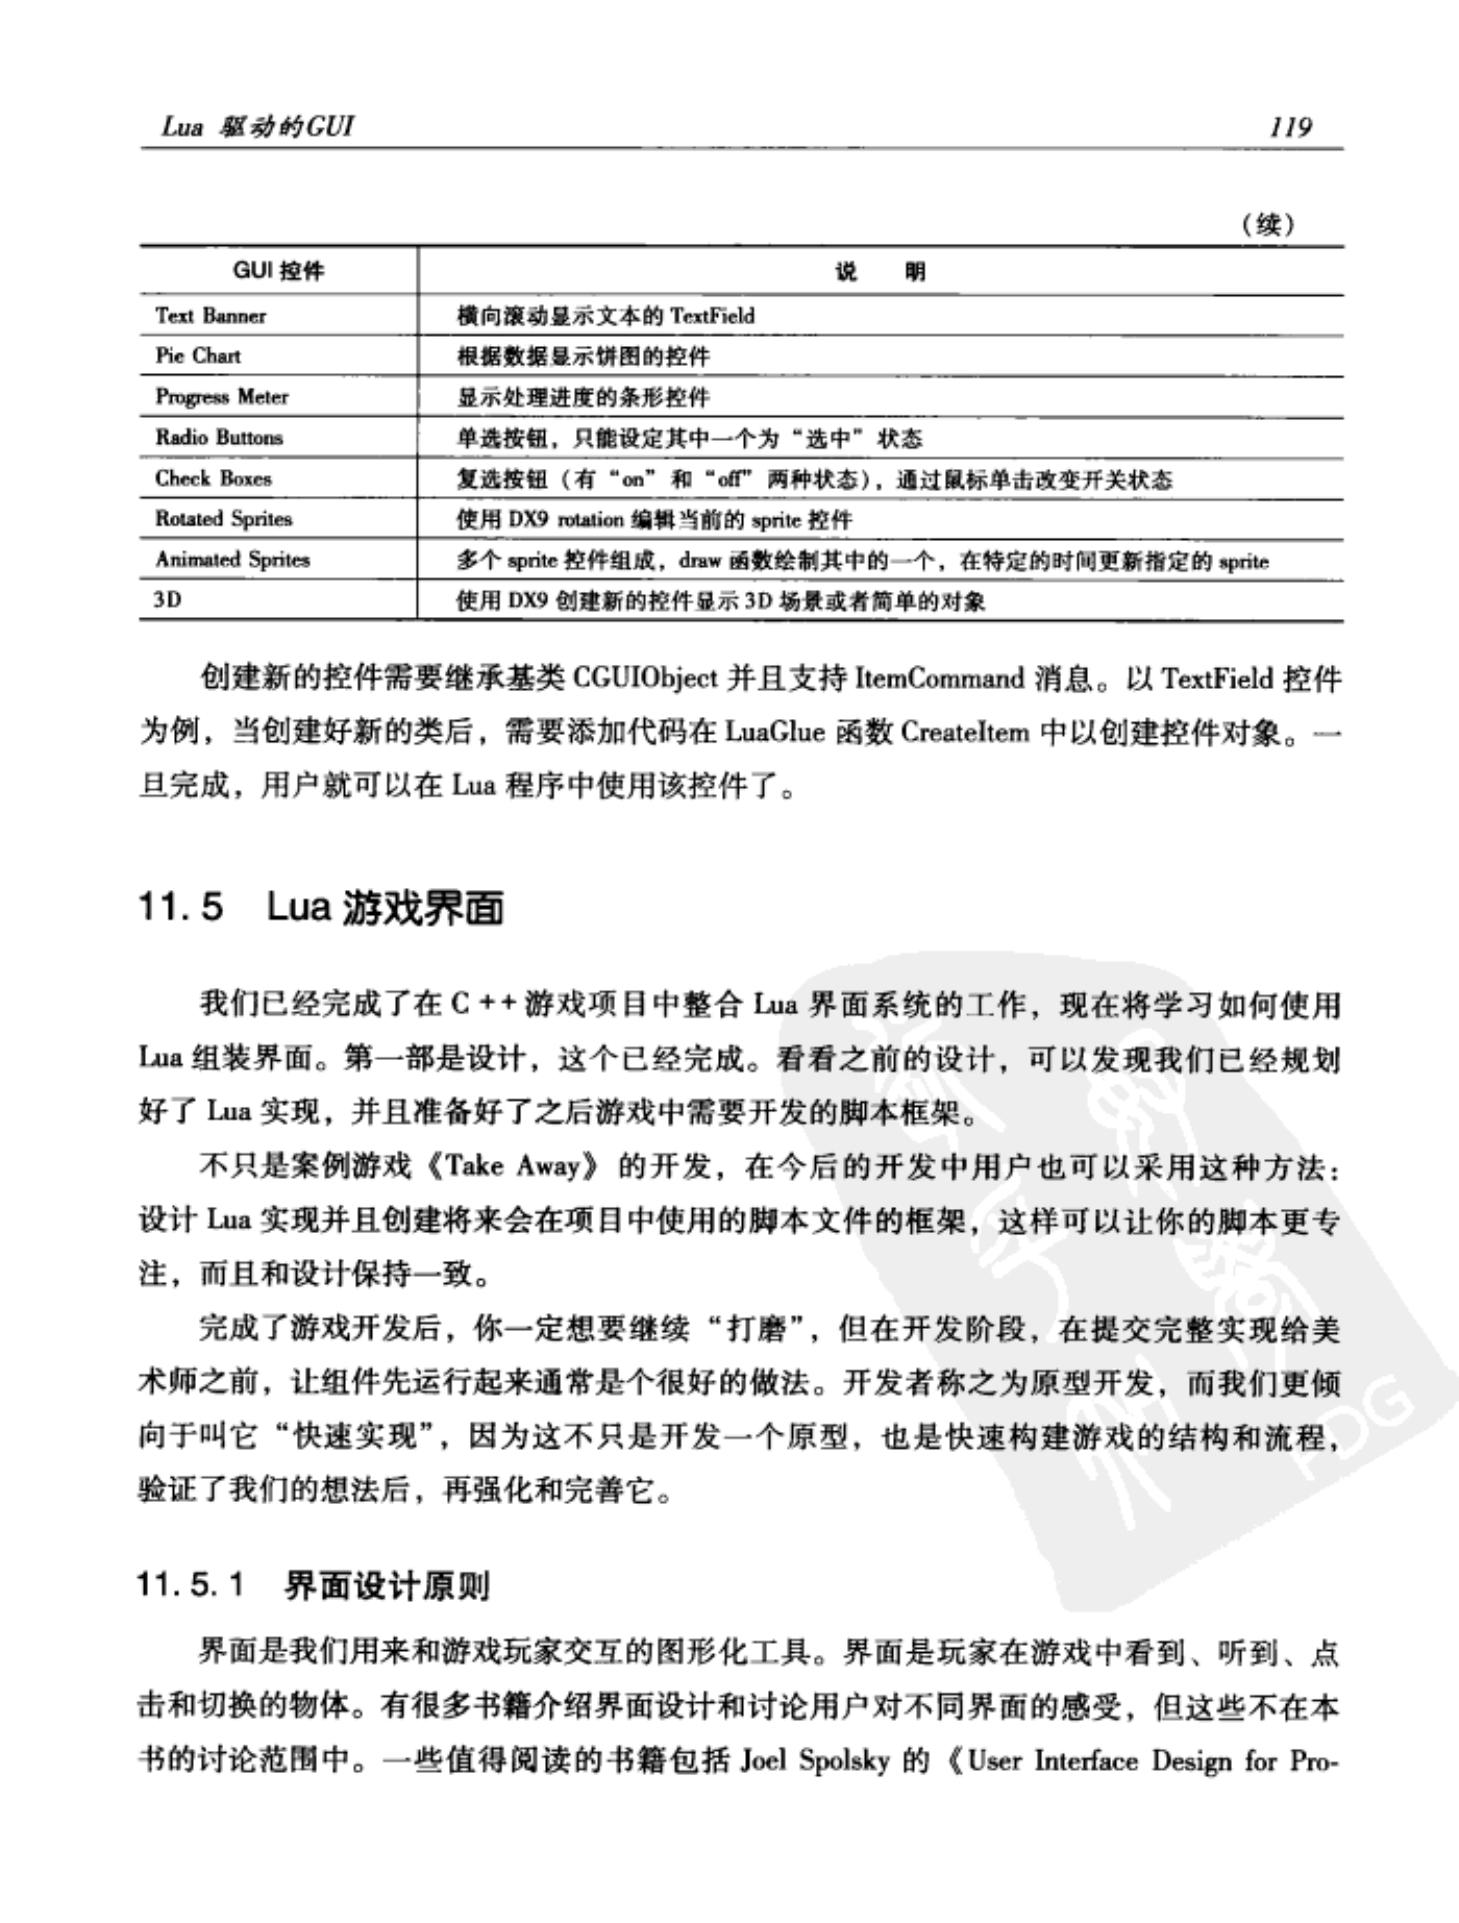 Lua 驱动的GUI 119
(续)
GUI 控件 说 明
Text Banner 横向滚动显示文本的 TextField
Pie Chart 根据数据显示饼图的控件
Progress Meter 显示处理进度的条形控件
Radio Buttons 单选按钮，只能设定其中一个为“选中”状态
Check Boxes 复选按钮（有“on”和“off”两种状态），通过鼠标单击改变开关状态
Rotated Sprites 使用 DX9 rotation 编辑当前的 sprite 控件
Animated Sprites 多个 sprite 控件组成，draw 函数绘制其中的一个，在特定的时间更新指定的 sprite
3D 使用 DX9 创建新的控件显示 3D 场景或者简单的对象
创建新的控件需要继承基类 CGUIObject 并且支持 ItemCommand 消息。以 TextField 控件
为例，当创建好新的类后，需要添加代码在 LuaGlue 函数 CreateItem 中以创建控件对象。一
旦完成，用户就可以在 Lua 程序中使用该控件了。
11. 5 Lua 游戏界面
我们已经完成了在 C ++ 游戏项目中整合 Lua 界面系统的工作，现在将学习如何使用
Lua 组装界面。第一部是设计，这个已经完成。看看之前的设计，可以发现我们已经规划
好了 Lua 实现，并且准备好了之后游戏中需要开发的脚本框架。
不只是案例游戏《Take Away》的开发，在今后的开发中用户也可以采用这种方法：
设计 Lua 实现并且创建将来会在项目中使用的脚本文件的框架，这样可以让你的脚本更专
注，而且和设计保持一致。
完成了游戏开发后，你一定想要继续“打磨”，但在开发阶段，在提交完整实现给美
术师之前，让组件先运行起来通常是个很好的做法。开发者称之为原型开发，而我们更倾
向于叫它“快速实现”，因为这不只是开发一个原型，也是快速构建游戏的结构和流程，
验证了我们的想法后，再强化和完善它。
PDG
11. 5. 1 界面设计原则
界面是我们用来和游戏玩家交互的图形化工具。界面是玩家在游戏中看到、听到、点
击和切换的物体。有很多书籍介绍界面设计和讨论用户对不同界面的感受，但这些不在本
书的讨论范围中。一些值得阅读的书籍包括 Joel Spolsky 的《User Interface Design for Pro-